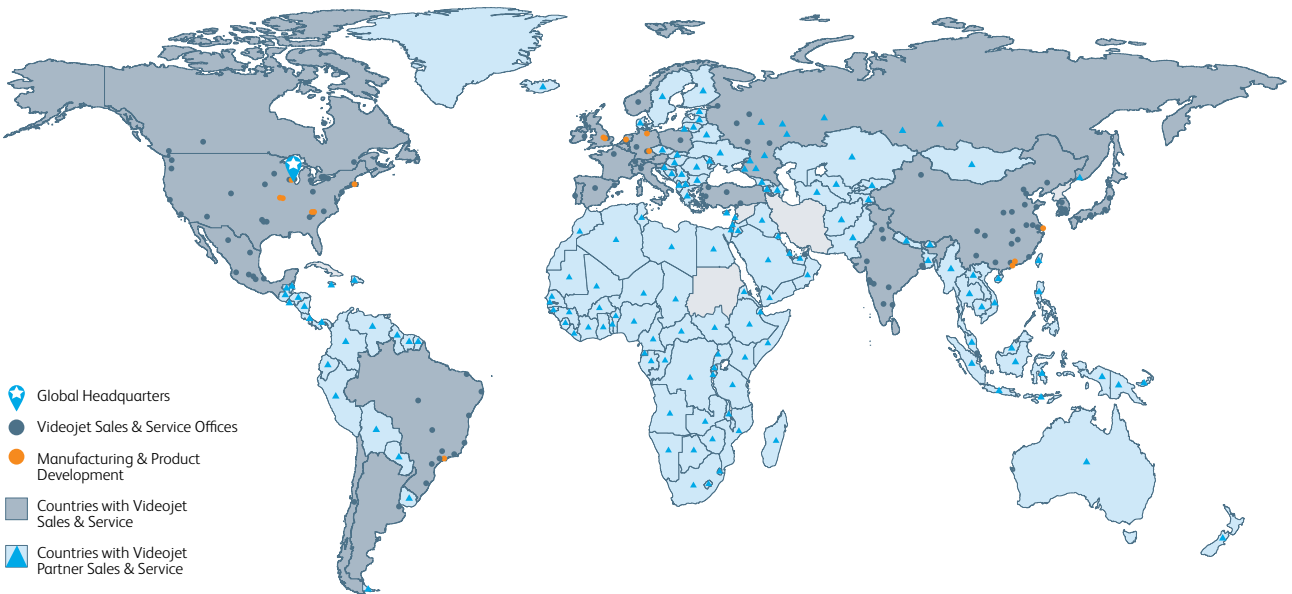 Global Headquarters
Videojet Sales & Service Offices
Manufacturing & Product
Development
Countries with Videojet
Sales & Service
Countries with Videojet
Partner Sales & Service